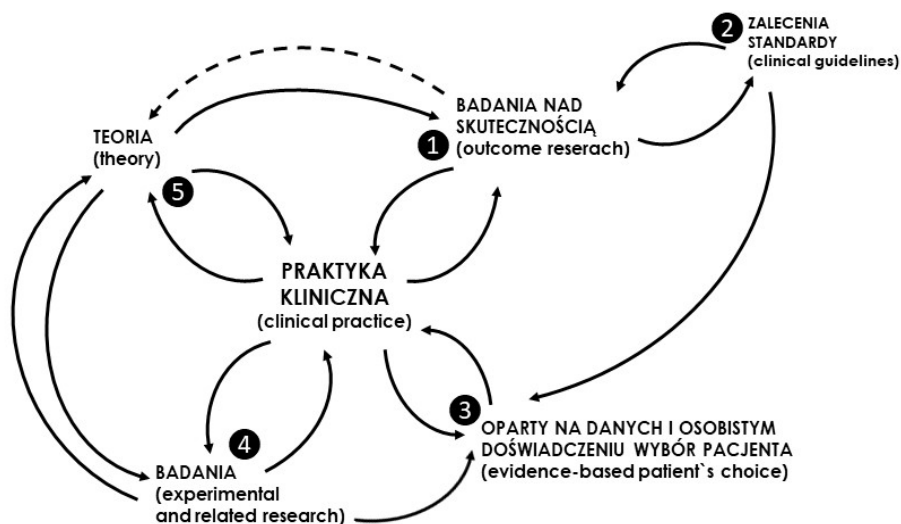 2 ZALECENIA
STANDARDY
(clinical guidelines)
BADANIA NAD
SKUTECZNOŚCIĄ
1 (outcome reserach)
TEORIA
(theory)
5
PRAKTYKA
KLINICZNA
(clinical practice)
3
OPARTY NA DANYCH I OSOBISTYM
DOŚWIADCZENIU WYBÓR PACJENTA
(evidence-based patient`s choice)
4
BADANIA
(experimental
and related research)